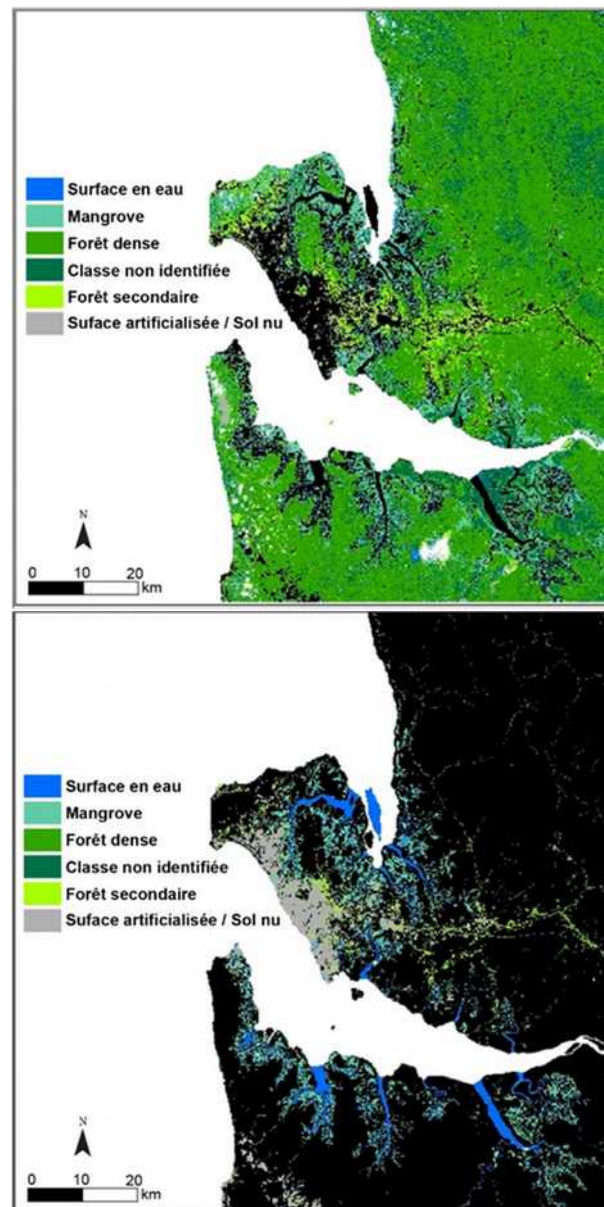 Surface en eau
Mangrove
Forêt dense
Classe non identifiée
Forêt secondaire
Suface artificialisée / Sol nu
N
0 10 20
km
Surface en eau
Mangrove
Forêt dense
Classe non identifiée
Forêt secondaire
Suface artificialisée / Sol nu
N
0 10 20
km